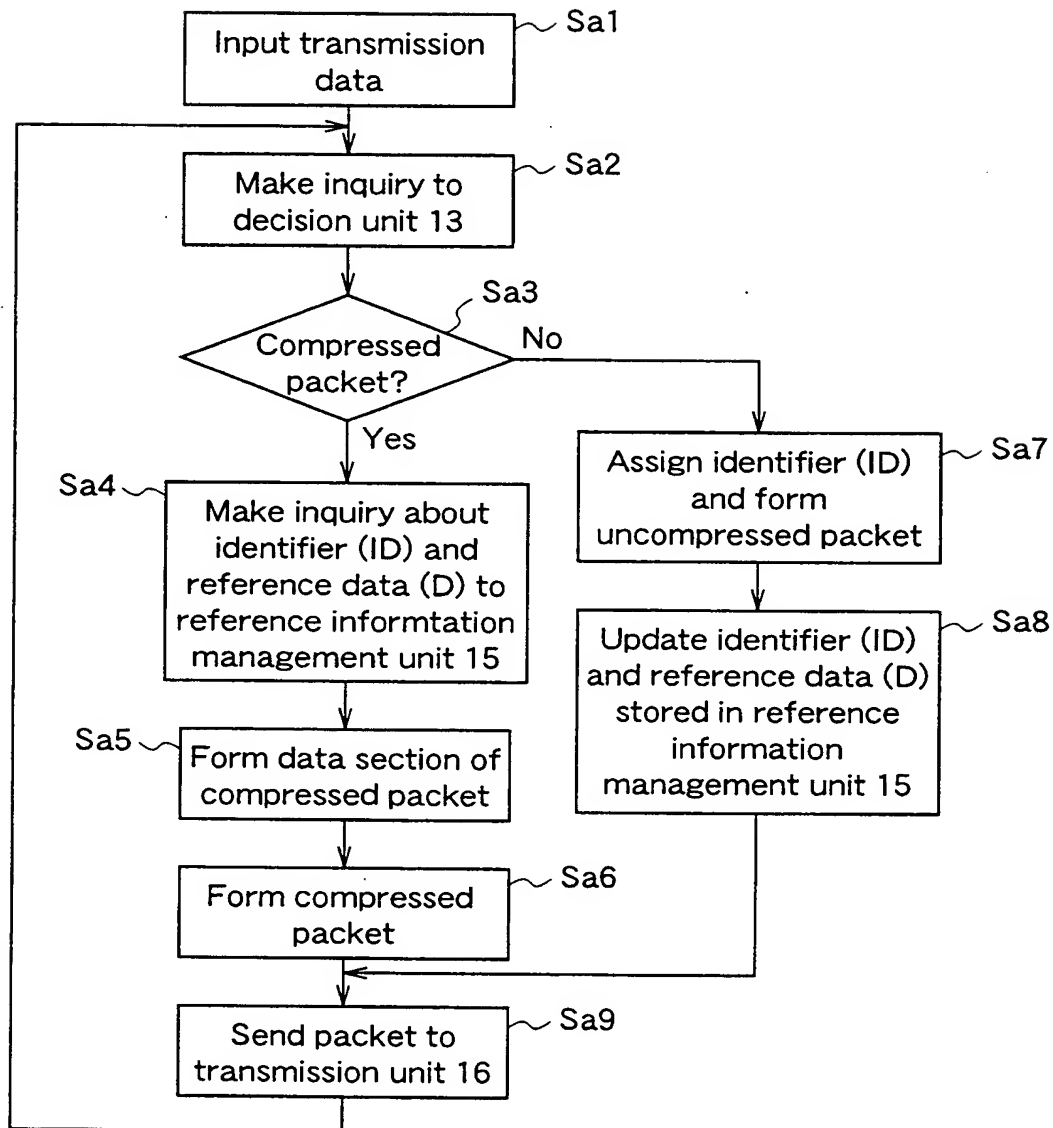 Input transmission
data
Sa1
Make inquiry to
decision unit 13
Sa2
Compressed
packet?
Sa3
No
Yes
Sa4
Make inquiry about
identifier (ID) and
reference data (D) to
reference informtation
management unit 15
Assign identifier (ID)
and form
uncompressed packet
Sa7
Sa5
Form data section of
compressed packet
Update identifier (ID)
and reference data (D)
stored in reference
information
management unit 15
Sa8
Form compressed
packet
Sa6
Send packet to
transmission unit 16
Sa9